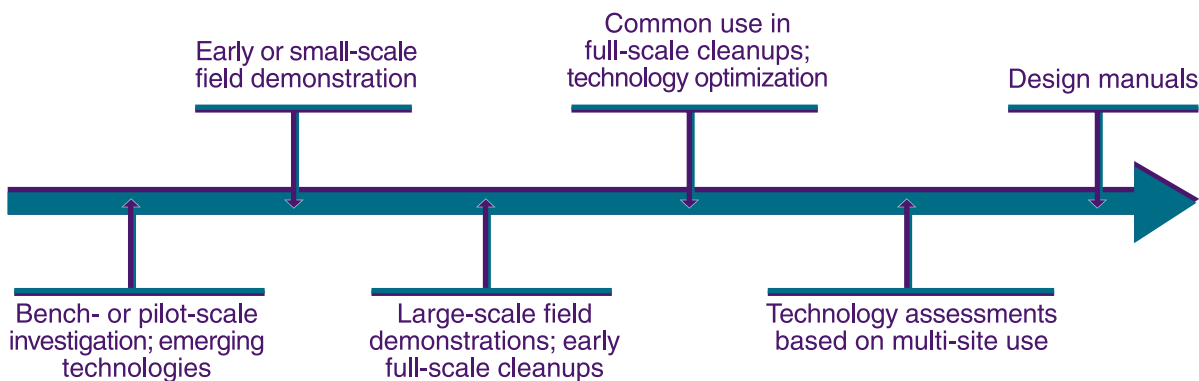 Early or small-scale
field demonstration
Common use in
full-scale cleanups;
technology optimization
Design manuals
Bench- or pilot-scale
investigation; emerging
technologies
Large-scale field
demonstrations; early
full-scale cleanups
Technology assessments
based on multi-site use